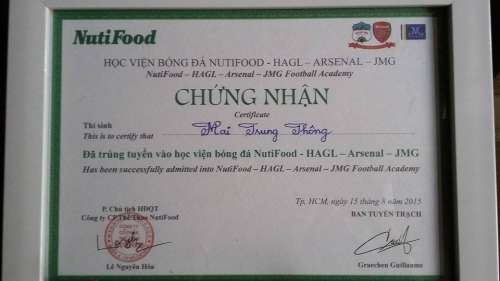 NutiFood
HỌC VIỆN BÓNG ĐÁ NUTIFOOD - HAGL – ARSENAL – JMG
NutiFood – HAGL – Arsenal – JMG Football Academy
CHỨNG NHẬN
Certificate
Thí sinh
This is to certify that Mai Trung Thông
Đã trúng tuyển vào học viện bóng đá NutiFood - HAGL – Arsenal – JMG
Has been successfully admitted into NutiFood – HAGL – Arsenal – JMG Football Academy
Tp. HCM, ngày 15 tháng 8 năm 2015
P. Chủ tịch HĐQT
Công ty CP Thể Thao NutiFood
BAN TUYỂN TRẠCH
Lê Nguyên Hòa
Graechen Guillaume